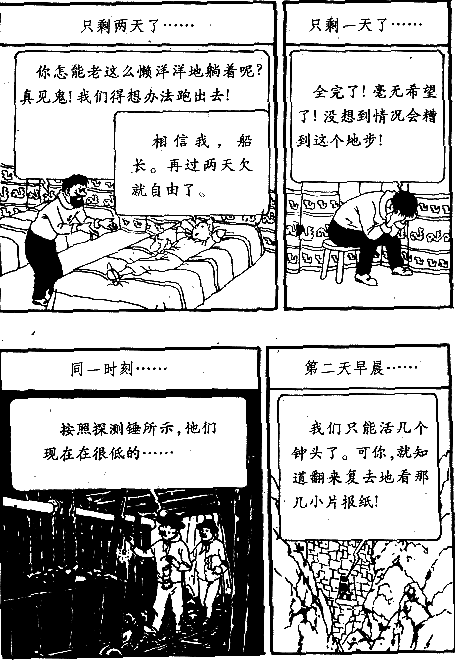 只剩两天了……
你怎能老这么懒洋洋地躺着呢?
真见鬼!我们得想办法跑出去!
相信我，船
长。再过两天欠
就自由了。
只剩一天了……
全完了!毫无希望
了!没想到情况会糟
到这个地步!
同一时刻……
按照探测锤所示,他们
现在在很低的……
第二天早晨……
我们只能活几个
钟头了。可你,就知
道翻来复去地看那
几小片报纸!